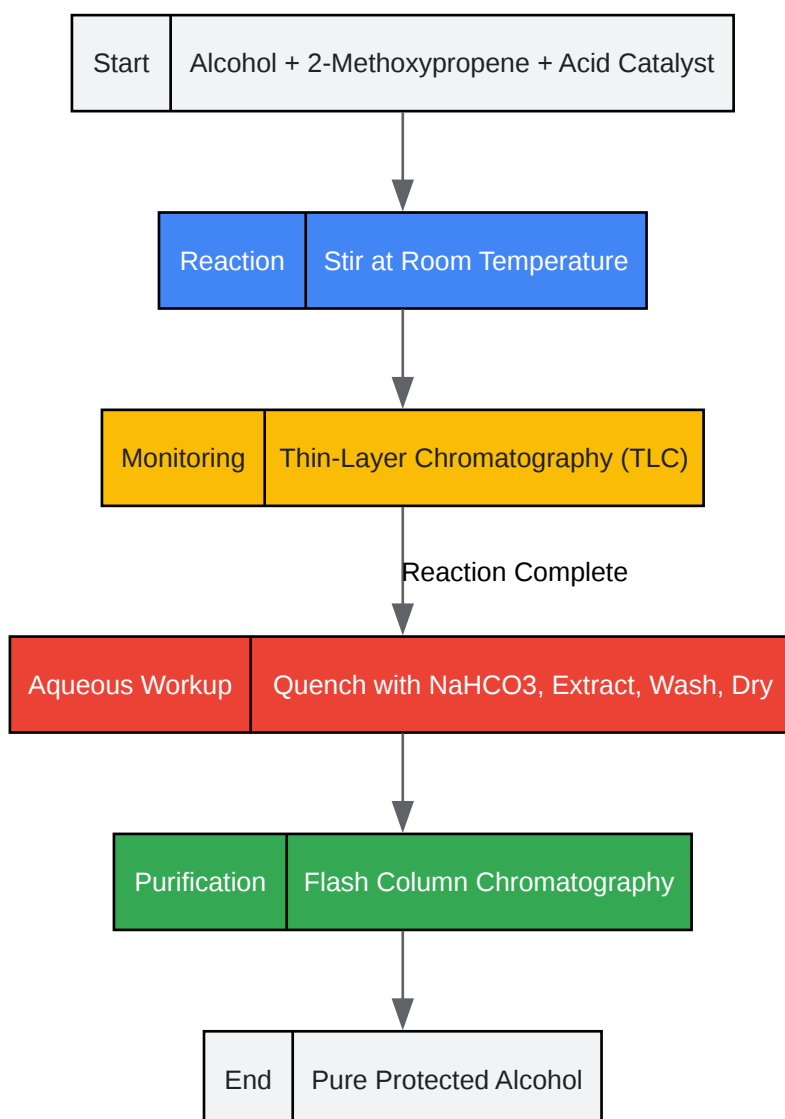 Start Alcohol + 2-Methoxypropene + Acid Catalyst
Reaction Stir at Room Temperature
Monitoring Thin-Layer Chromatography (TLC)
Reaction Complete
Aqueous Workup Quench with NaHCO3, Extract, Wash, Dry
Purification Flash Column Chromatography
End Pure Protected Alcohol